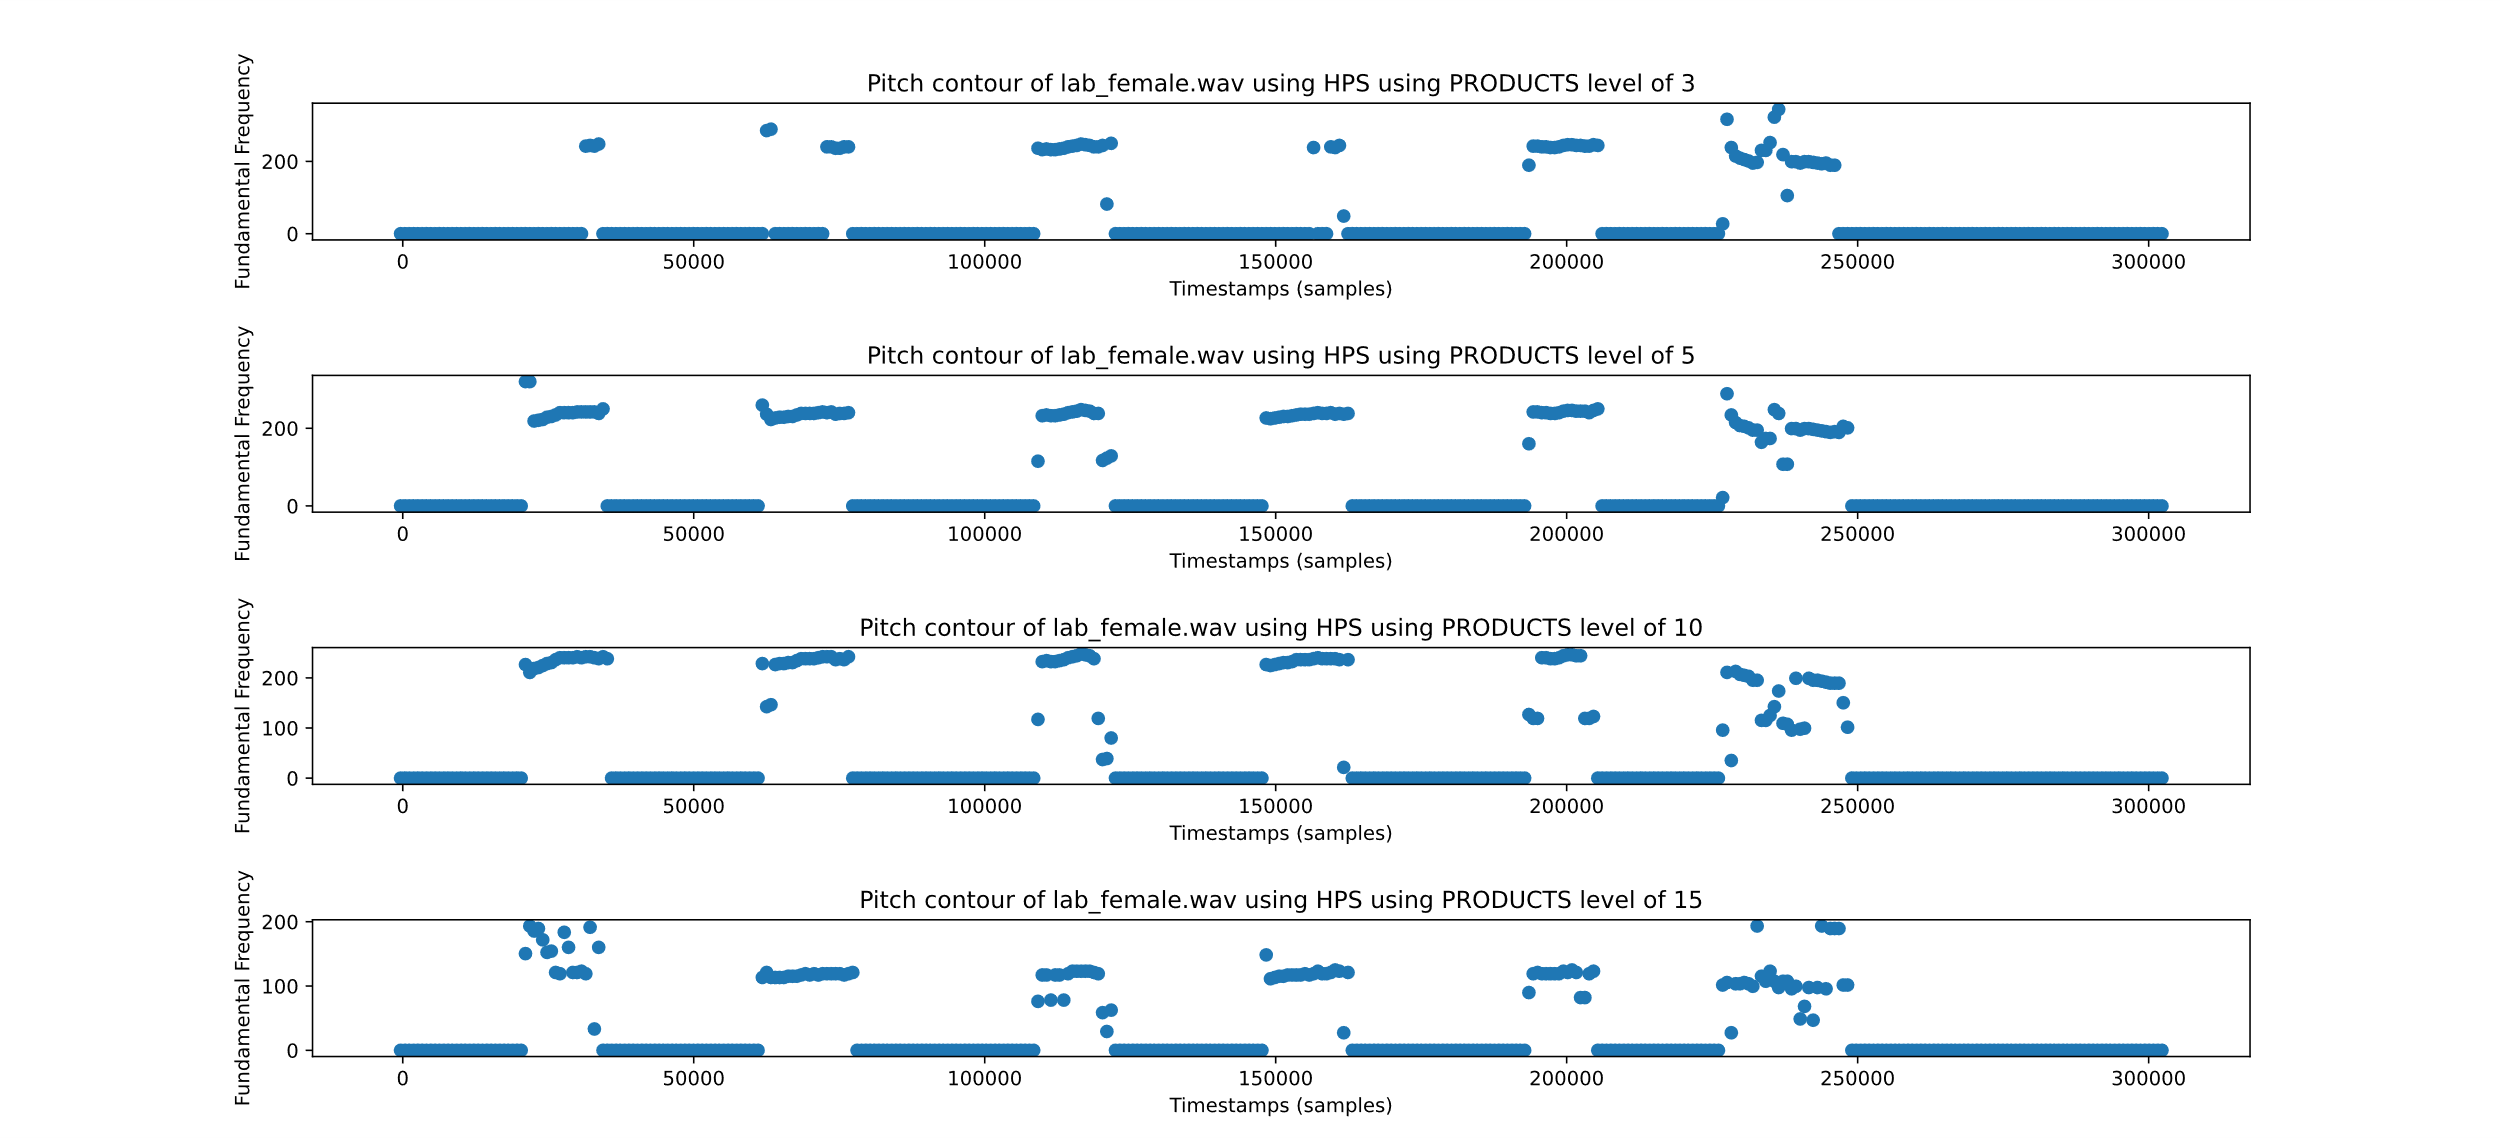 Pitch contour of lab_female.wav using HPS using PRODUCTS level of 3
Fundamental Frequency
200
0
0 50000 100000 150000 200000 250000 300000
Timestamps (samples)
Pitch contour of lab_female.wav using HPS using PRODUCTS level of 5
Fundamental Frequency
200
0
0 50000 100000 150000 200000 250000 300000
Timestamps (samples)
Pitch contour of lab_female.wav using HPS using PRODUCTS level of 10
Fundamental Frequency
200
100
0
0 50000 100000 150000 200000 250000 300000
Timestamps (samples)
Pitch contour of lab_female.wav using HPS using PRODUCTS level of 15
Fundamental Frequency
200
100
0
0 50000 100000 150000 200000 250000 300000
Timestamps (samples)